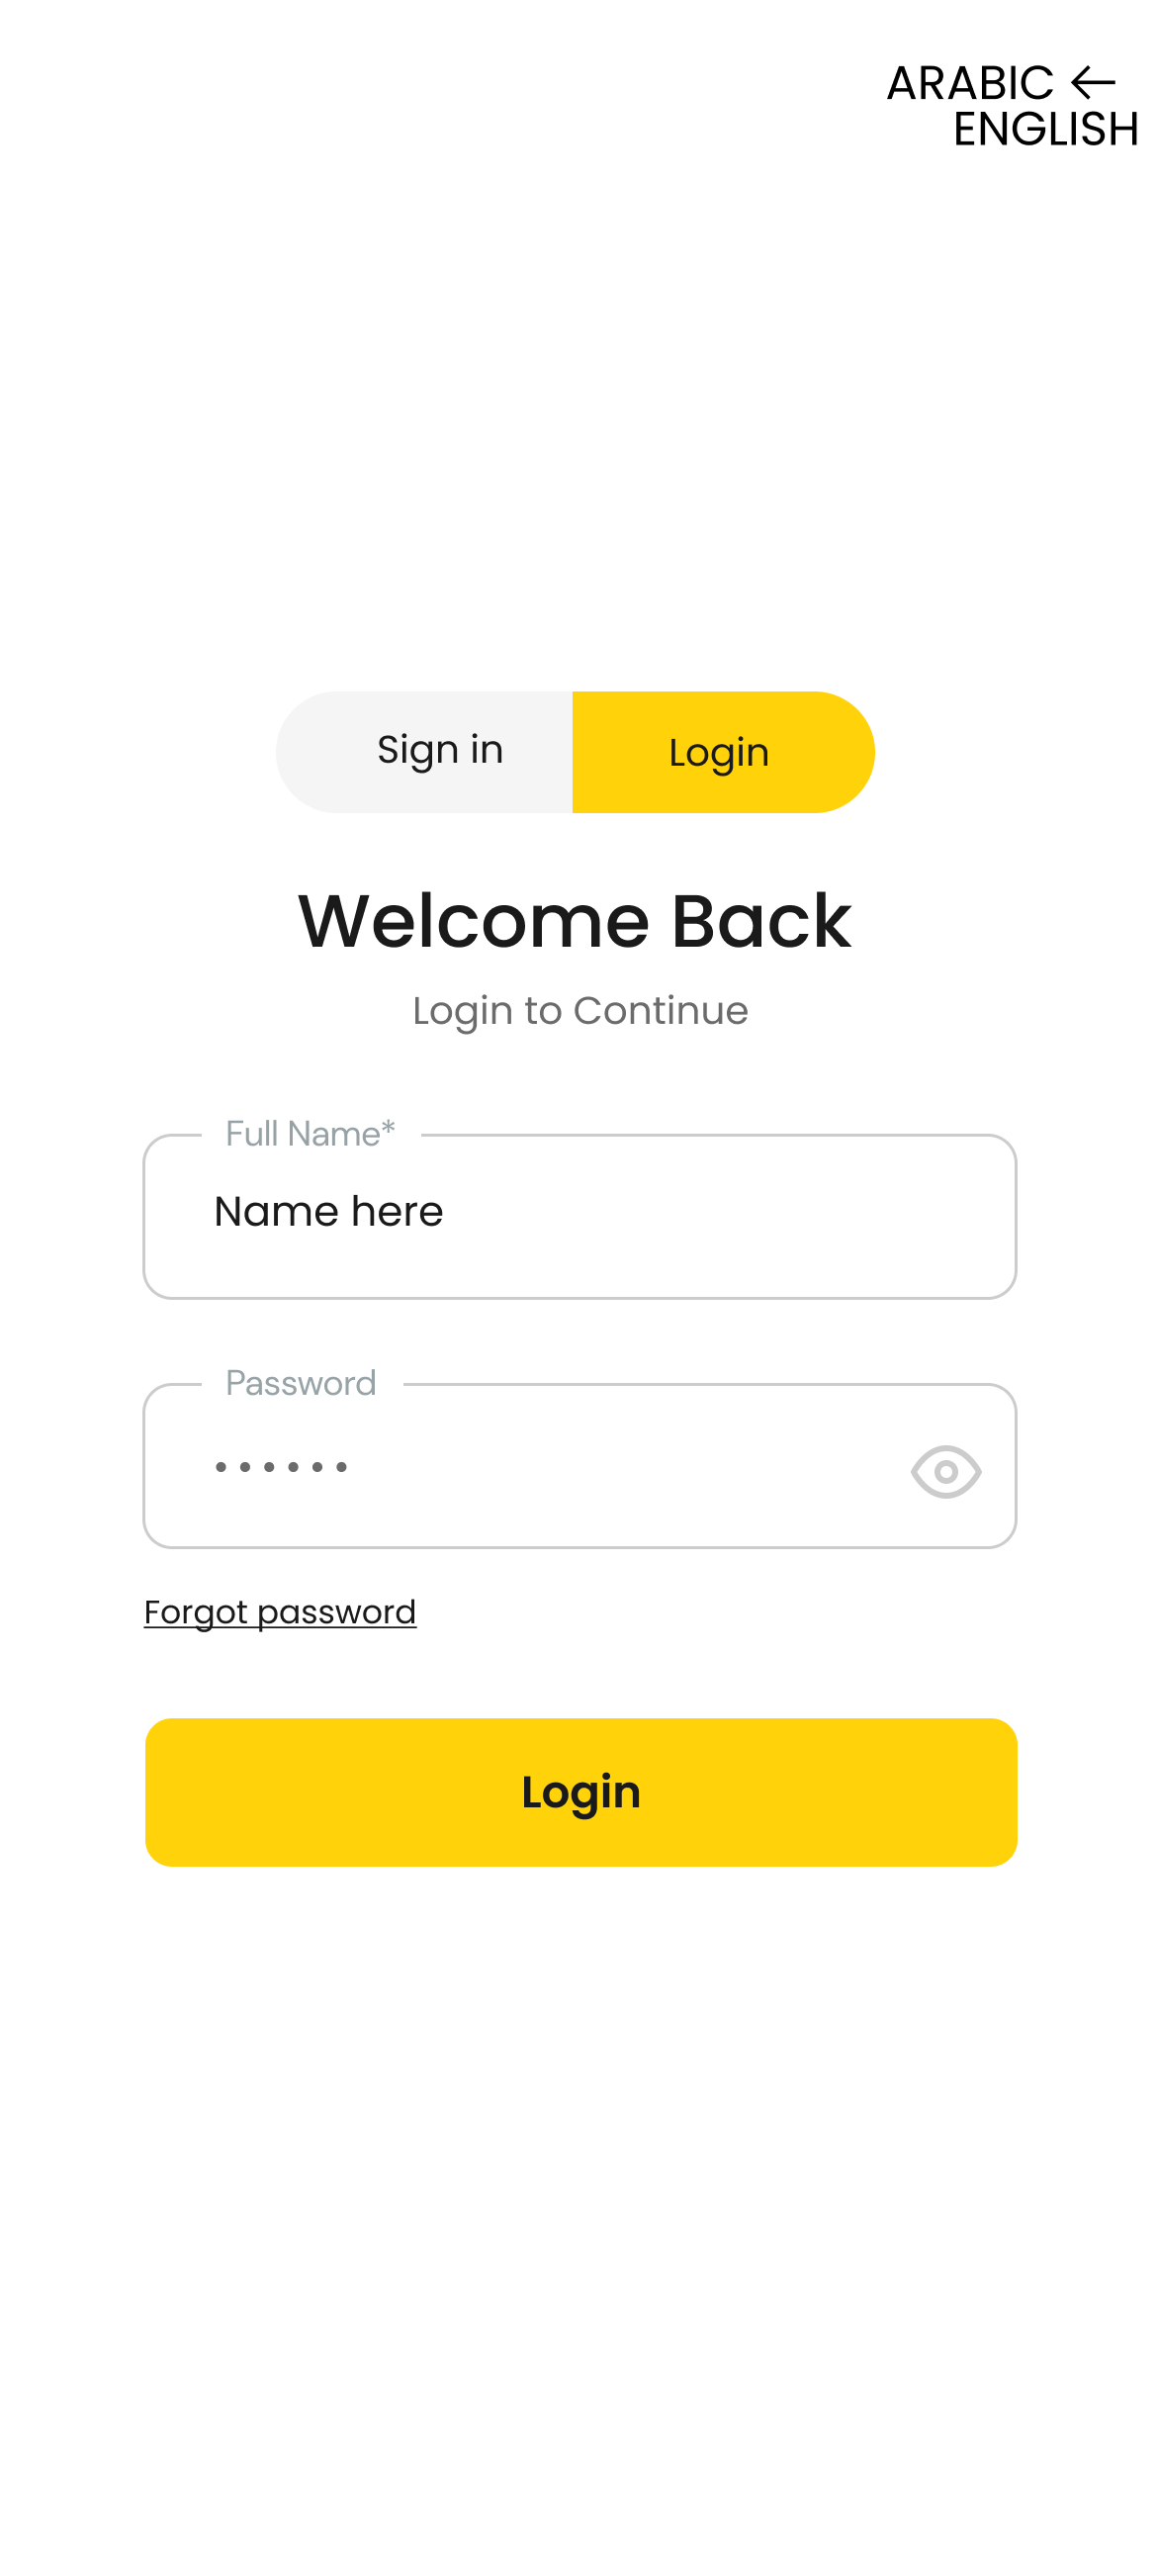 ARABIC ←
ENGLISH
Sign in
Login
Welcome Back
Login to Continue
Full Name*
Name here
Password
••••••
Forgot password
Login